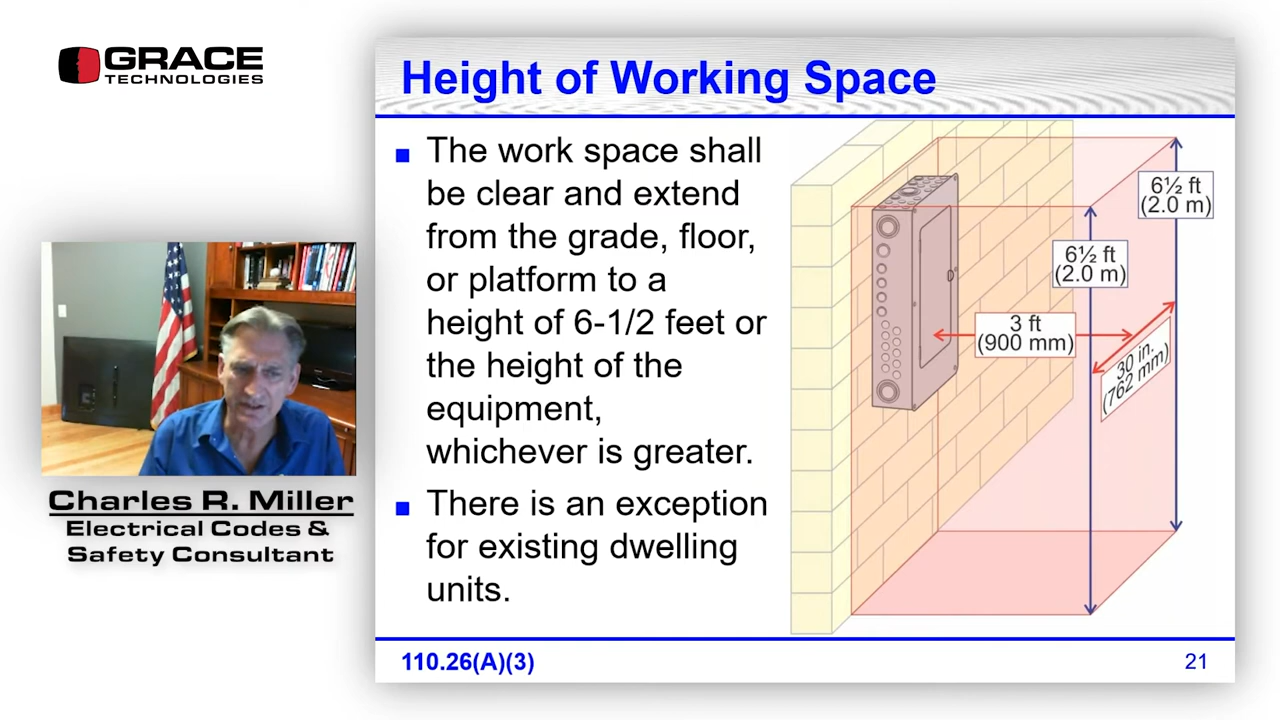 GRACE
TECHNOLOGIES
Height of Working Space
The work space shall
be clear and extend
from the grade, floor,
or platform to a
height of 6-1/2 feet or
the height of the
equipment,
whichever is greater.
There is an exception
for existing dwelling
units.
6½ ft
(2.0 m)
6½ ft
(2.0 m)
3 ft
(900 mm)
30 in.
(762 mm)
Charles R. Miller
Electrical Codes &
Safety Consultant
110.26(A)(3)
21